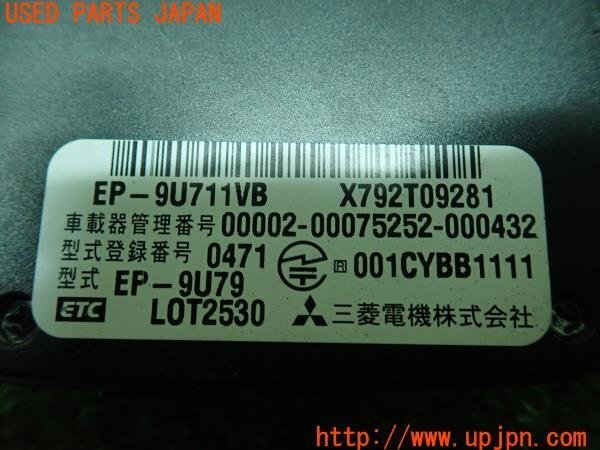 USED PARTS JAPAN
EP-9U711VB X792T09281
車載器管理番号 00002-00075252-000432
型式登録番号 0471 R 001CYBB1111
型式 EP-9U79
ETC LOT2530 三菱電機株式会社
http://www.upjpn.com/